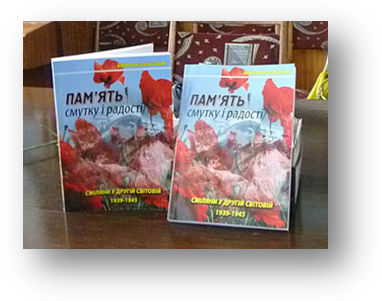 ПАМ'ЯТЬ
смутку і радості
СМІЛЯНИ У ДРУГІЙ СВІТОВІЙ
1939-1945
ПАМ'ЯТЬ
смутку і радості
СМІЛЯНИ У ДРУГІЙ СВІТОВІЙ
1939-1945